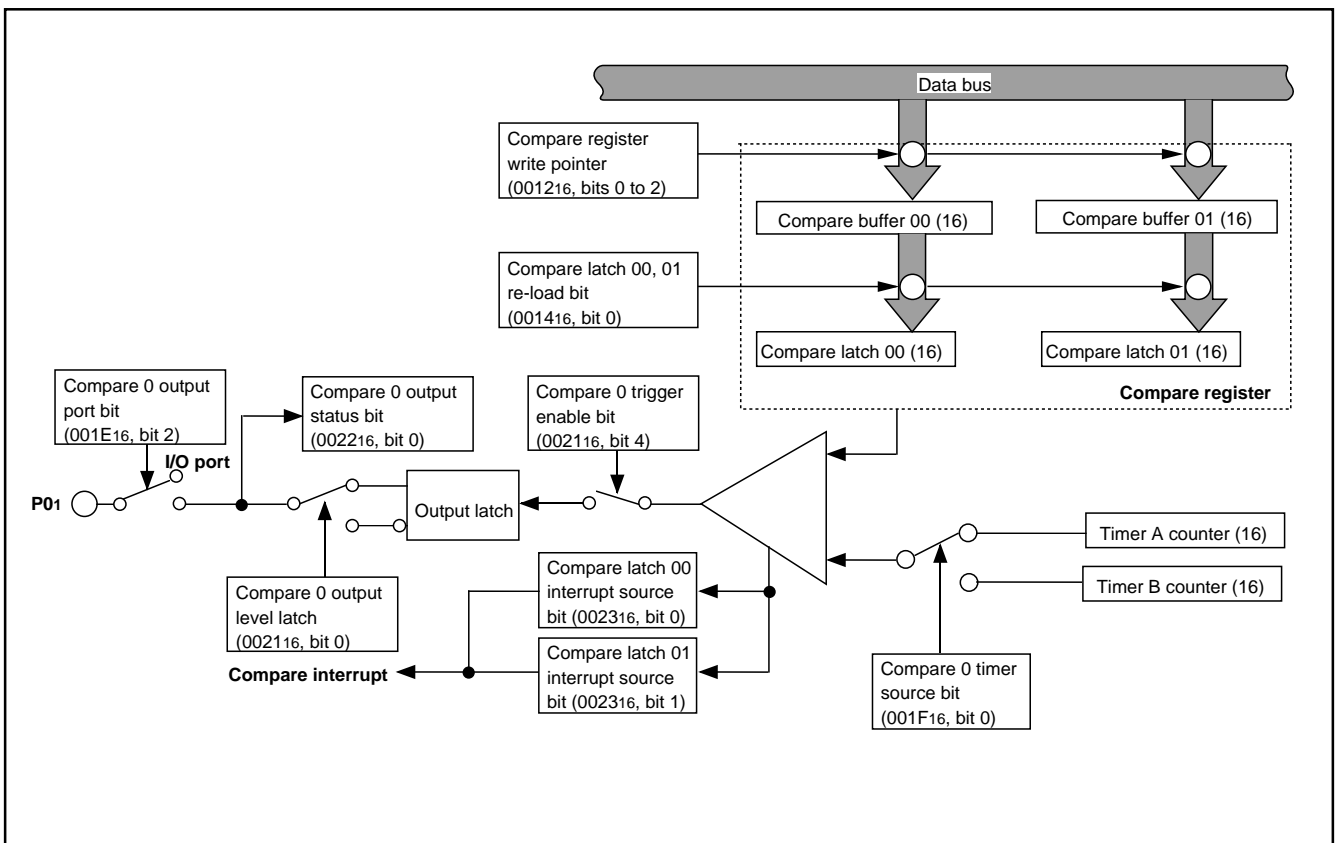 Data bus
Compare register
write pointer
(001216, bits 0 to 2)
Compare buffer 00 (16)
Compare buffer 01 (16)
Compare latch 00, 01
re-load bit
(001416, bit 0)
Compare latch 00 (16)
Compare latch 01 (16)
Compare register
Compare 0 output
port bit
(001E16, bit 2)
Compare 0 output
status bit
(002216, bit 0)
Compare 0 trigger
enable bit
(002116, bit 4)
I/O port
P01
Output latch
Timer A counter (16)
Timer B counter (16)
Compare 0 output
level latch
(002116, bit 0)
Compare latch 00
interrupt source
bit (002316, bit 0)
Compare latch 01
interrupt source
bit (002316, bit 1)
Compare interrupt
Compare 0 timer
source bit
(001F16, bit 0)